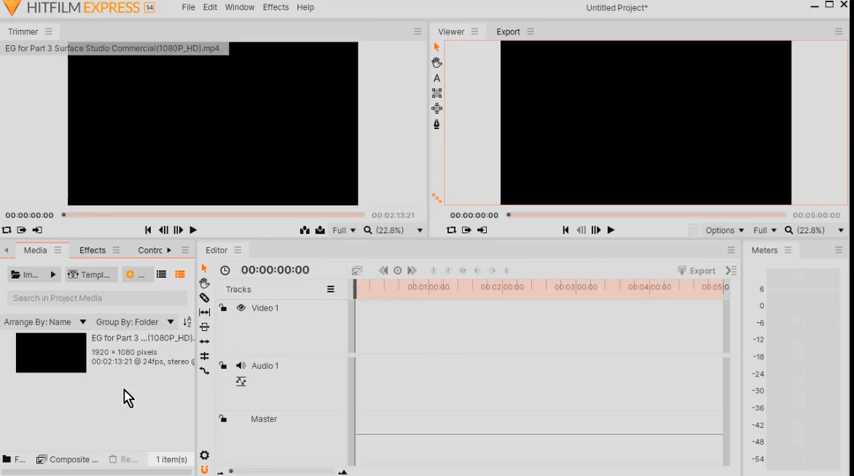 HITFILM EXPRESS 14 File Edit Window Effects Help Untitled Project*
Trimmer Viewer Export
EG for Part 3 Surface Studio Commercial(1080P_HD).mp4
A
00:00:00:00 00:02:13:21 00:00:00:00 00:05:00:00
Full (22.8%) Options Full (22.8%)
Media Effects Contrc Editor Meters
Im... Templ... ... 00:00:00:00 Export
Search in Project Media Tracks 00:01:00:00 00:02:00:00 00:03:00:00 00:04:00:00 00:05:0
Arrange By: Name Group By: Folder Video 1
EG for Part 3 ...(1080P_HD).
1920 × 1080 pixels
00:02:13:21 @ 24fps, stereo @
Audio 1
Master
F... Composite ... Re... 1 item(s)
6
0
-6
-12
-18
-24
-30
-36
-42
-48
-54